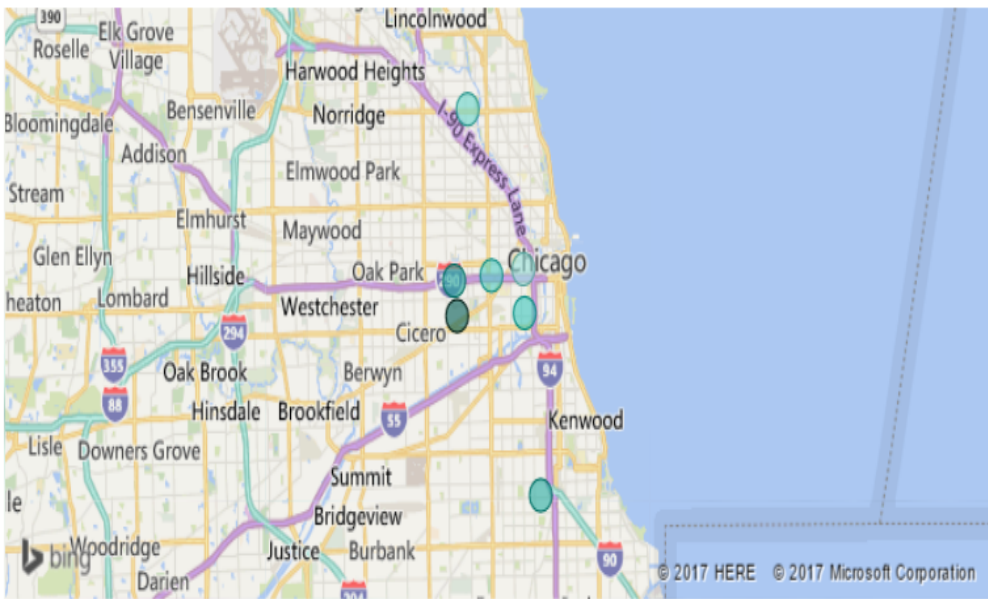 390
Lincolnwood
Elk Grove
Village
Roselle
Harwood Heights
Bensenville
Norridge
Bloomingdale
I-90 Express Lane
Addison
Elmwood Park
Stream
Elmhurst
Maywood
Glen Ellyn
Chicago
Hillside
Oak Park
290
heaton
Lombard
Westchester
Cicero
294
355
Oak Brook
Berwyn
94
88
Hinsdale
Brookfield
55
Kenwood
Lisle
Downers Grove
Summit
le
Bridgeview
Woodridge
bing
Justice
Burbank
90
Darien
294
© 2017 HERE © 2017 Microsoft Corporation